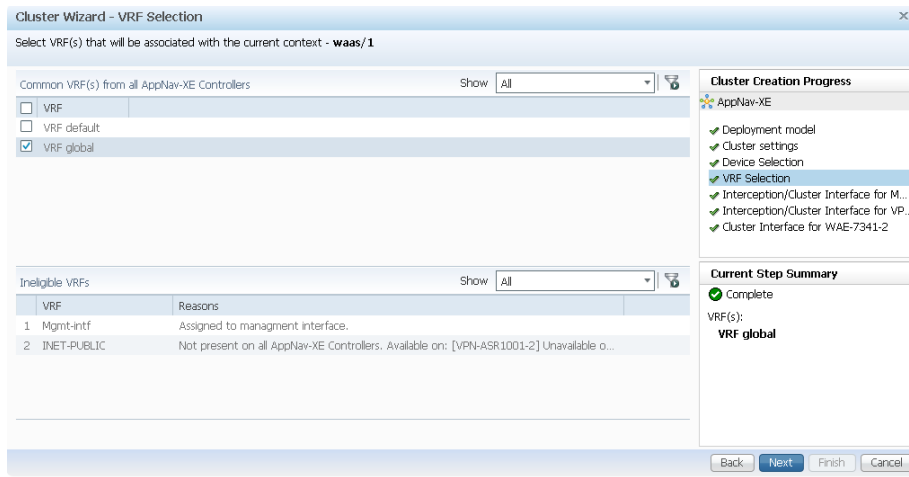 Cluster Wizard - VRF Selection
Select VRF(s) that will be associated with the current context - waas/1
Common VRF(s) from all AppNav-XE Controllers Show All
VRF
VRF default
VRF global
Ineligible VRFs Show All
VRF Reasons
1 Mgmt-intf Assigned to managment interface.
2 INET-PUBLIC Not present on all AppNav-XE Controllers. Available on: [VPN-ASR1001-2] Unavailable o...
Cluster Creation Progress
AppNav-XE
Deployment model
Cluster settings
Device Selection
VRF Selection
Interception/Cluster Interface for M...
Interception/Cluster Interface for VP...
Cluster Interface for WAE-7341-2
Current Step Summary
Complete
VRF(s):
VRF global
Back Next Finish Cancel